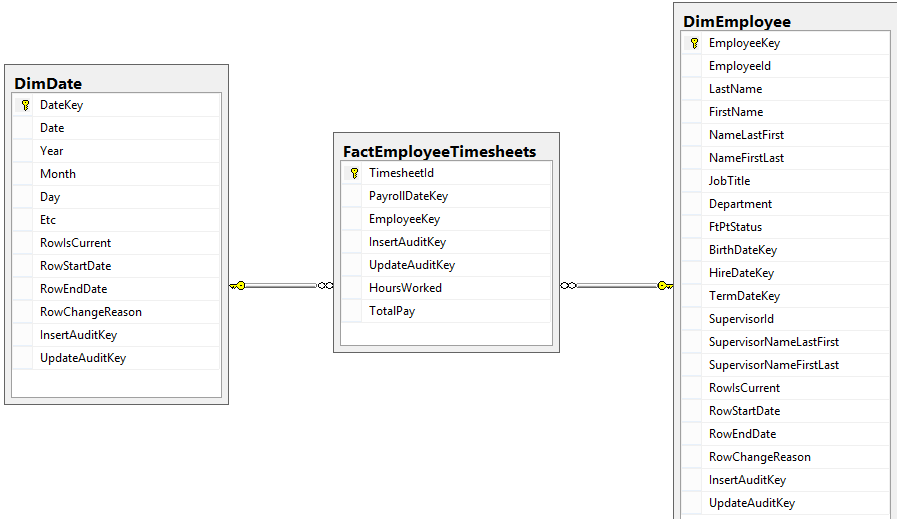 DimDate
DateKey
Date
Year
Month
Day
Etc
RowIsCurrent
RowStartDate
RowEndDate
RowChangeReason
InsertAuditKey
UpdateAuditKey
FactEmployeeTimesheets
TimesheetId
PayrollDateKey
EmployeeKey
InsertAuditKey
UpdateAuditKey
HoursWorked
TotalPay
DimEmployee
EmployeeKey
EmployeeId
LastName
FirstName
NameLastFirst
NameFirstLast
JobTitle
Department
FtPtStatus
BirthDateKey
HireDateKey
TermDateKey
SupervisorId
SupervisorNameLastFirst
SupervisorNameFirstLast
RowIsCurrent
RowStartDate
RowEndDate
RowChangeReason
InsertAuditKey
UpdateAuditKey